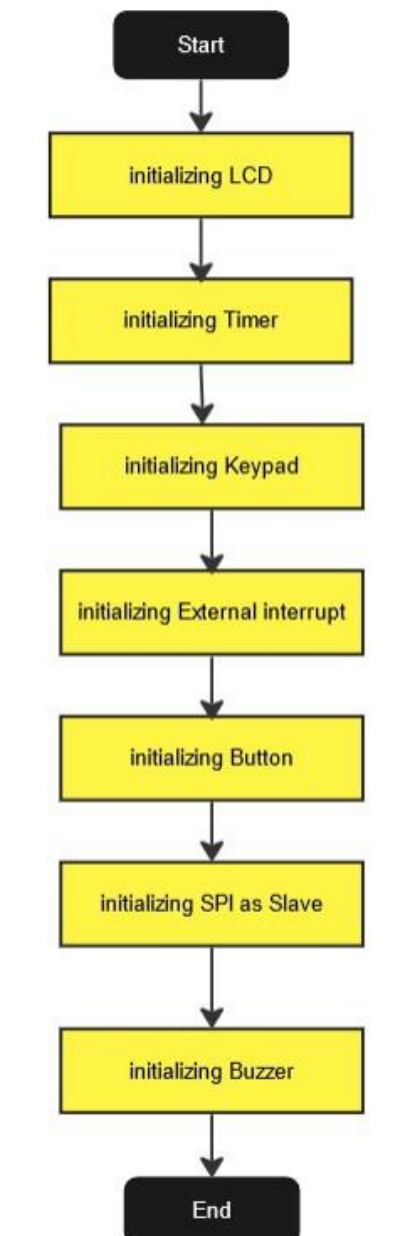 Start
initializing LCD
initializing Timer
initializing Keypad
initializing External interrupt
initializing Button
initializing SPI as Slave
initializing Buzzer
End